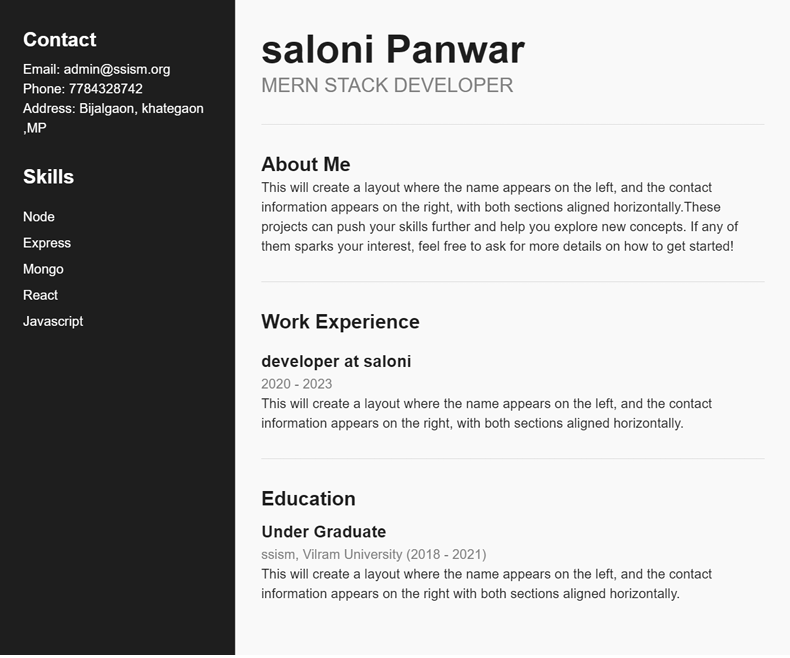 Contact
Email: admin@ssism.org
Phone: 7784328742
Address: Bijalgaon, khategaon
,MP
Skills
Node
Express
Mongo
React
Javascript
saloni Panwar
MERN STACK DEVELOPER
About Me
This will create a layout where the name appears on the left, and the contact
information appears on the right, with both sections aligned horizontally.These
projects can push your skills further and help you explore new concepts. If any of
them sparks your interest, feel free to ask for more details on how to get started!
Work Experience
developer at saloni
2020 - 2023
This will create a layout where the name appears on the left, and the contact
information appears on the right, with both sections aligned horizontally.
Education
Under Graduate
ssism, Vilram University (2018 - 2021)
This will create a layout where the name appears on the left, and the contact
information appears on the right with both sections aligned horizontally.